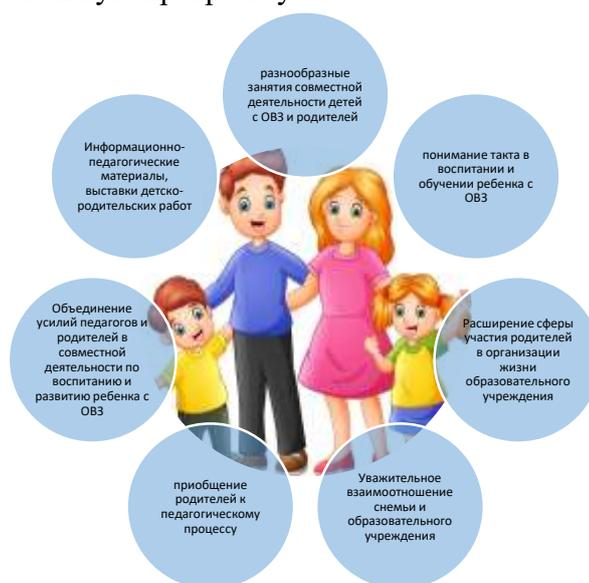 разнообразные
занятия совместной
деятельности детей
с ОВЗ и родителей
понимание такта в
воспитании и
обучении ребенка с
ОВЗ
Расширение сферы
участия родителей
в организации
жизни
образовательного
учреждения
Уважительное
взаимоотношение
снемьи и
образовательного
учреждения
приобщение
родителей к
педагогическому
процессу
Объединение
усилий педагогов и
родителей в
совместной
деятельности по
воспитанию и
развитию ребенка с
ОВЗ
Информационно-
педагогические
материалы,
выставки детско-
родительских работ